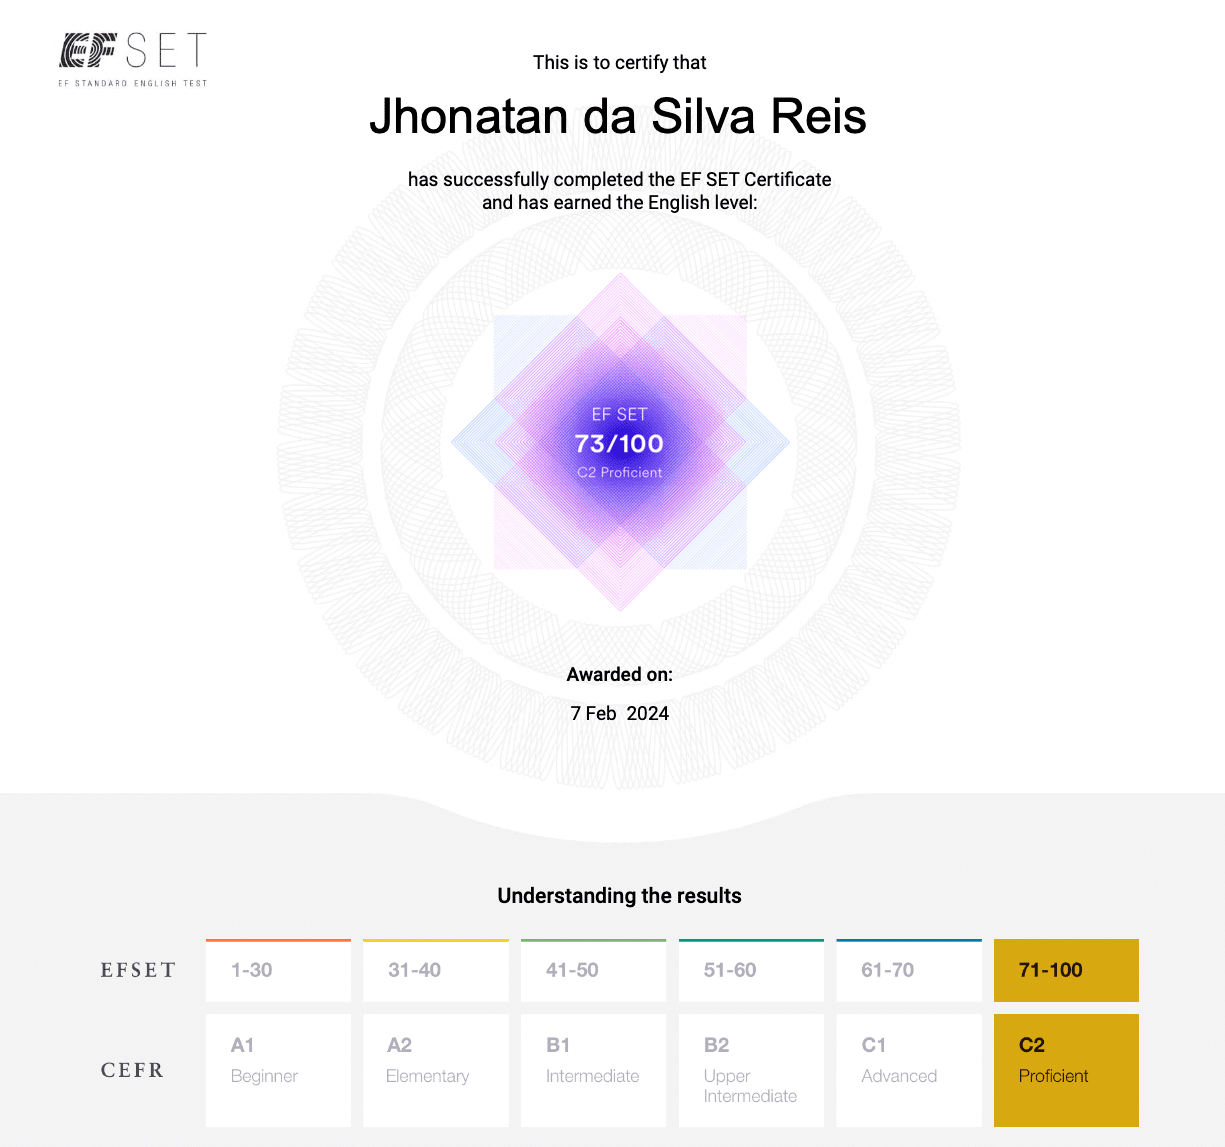 EF SET
EF STANDARD ENGLISH TEST
This is to certify that
Jhonatan da Silva Reis
has successfully completed the EF SET Certificate
and has earned the English level:
EF SET
73/100
C2 Proficient
Awarded on:
7 Feb 2024
Understanding the results
EFSET 1-30 31-40 41-50 51-60 61-70 71-100
CEFR
A1 A2 B1 B2 C1 C2
Beginner Elementary Intermediate Upper Advanced Proficient
Intermediate